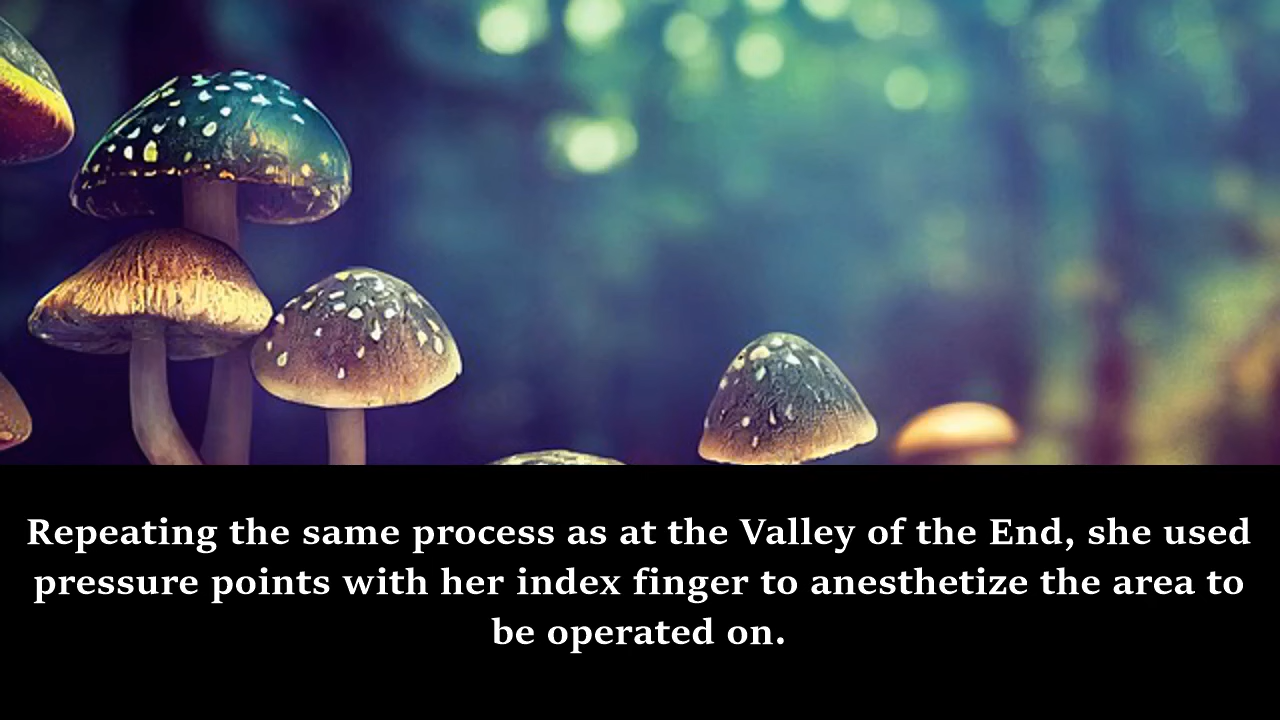 Repeating the same process as at the Valley of the End, she used
pressure points with her index finger to anesthetize the area to
be operated on.